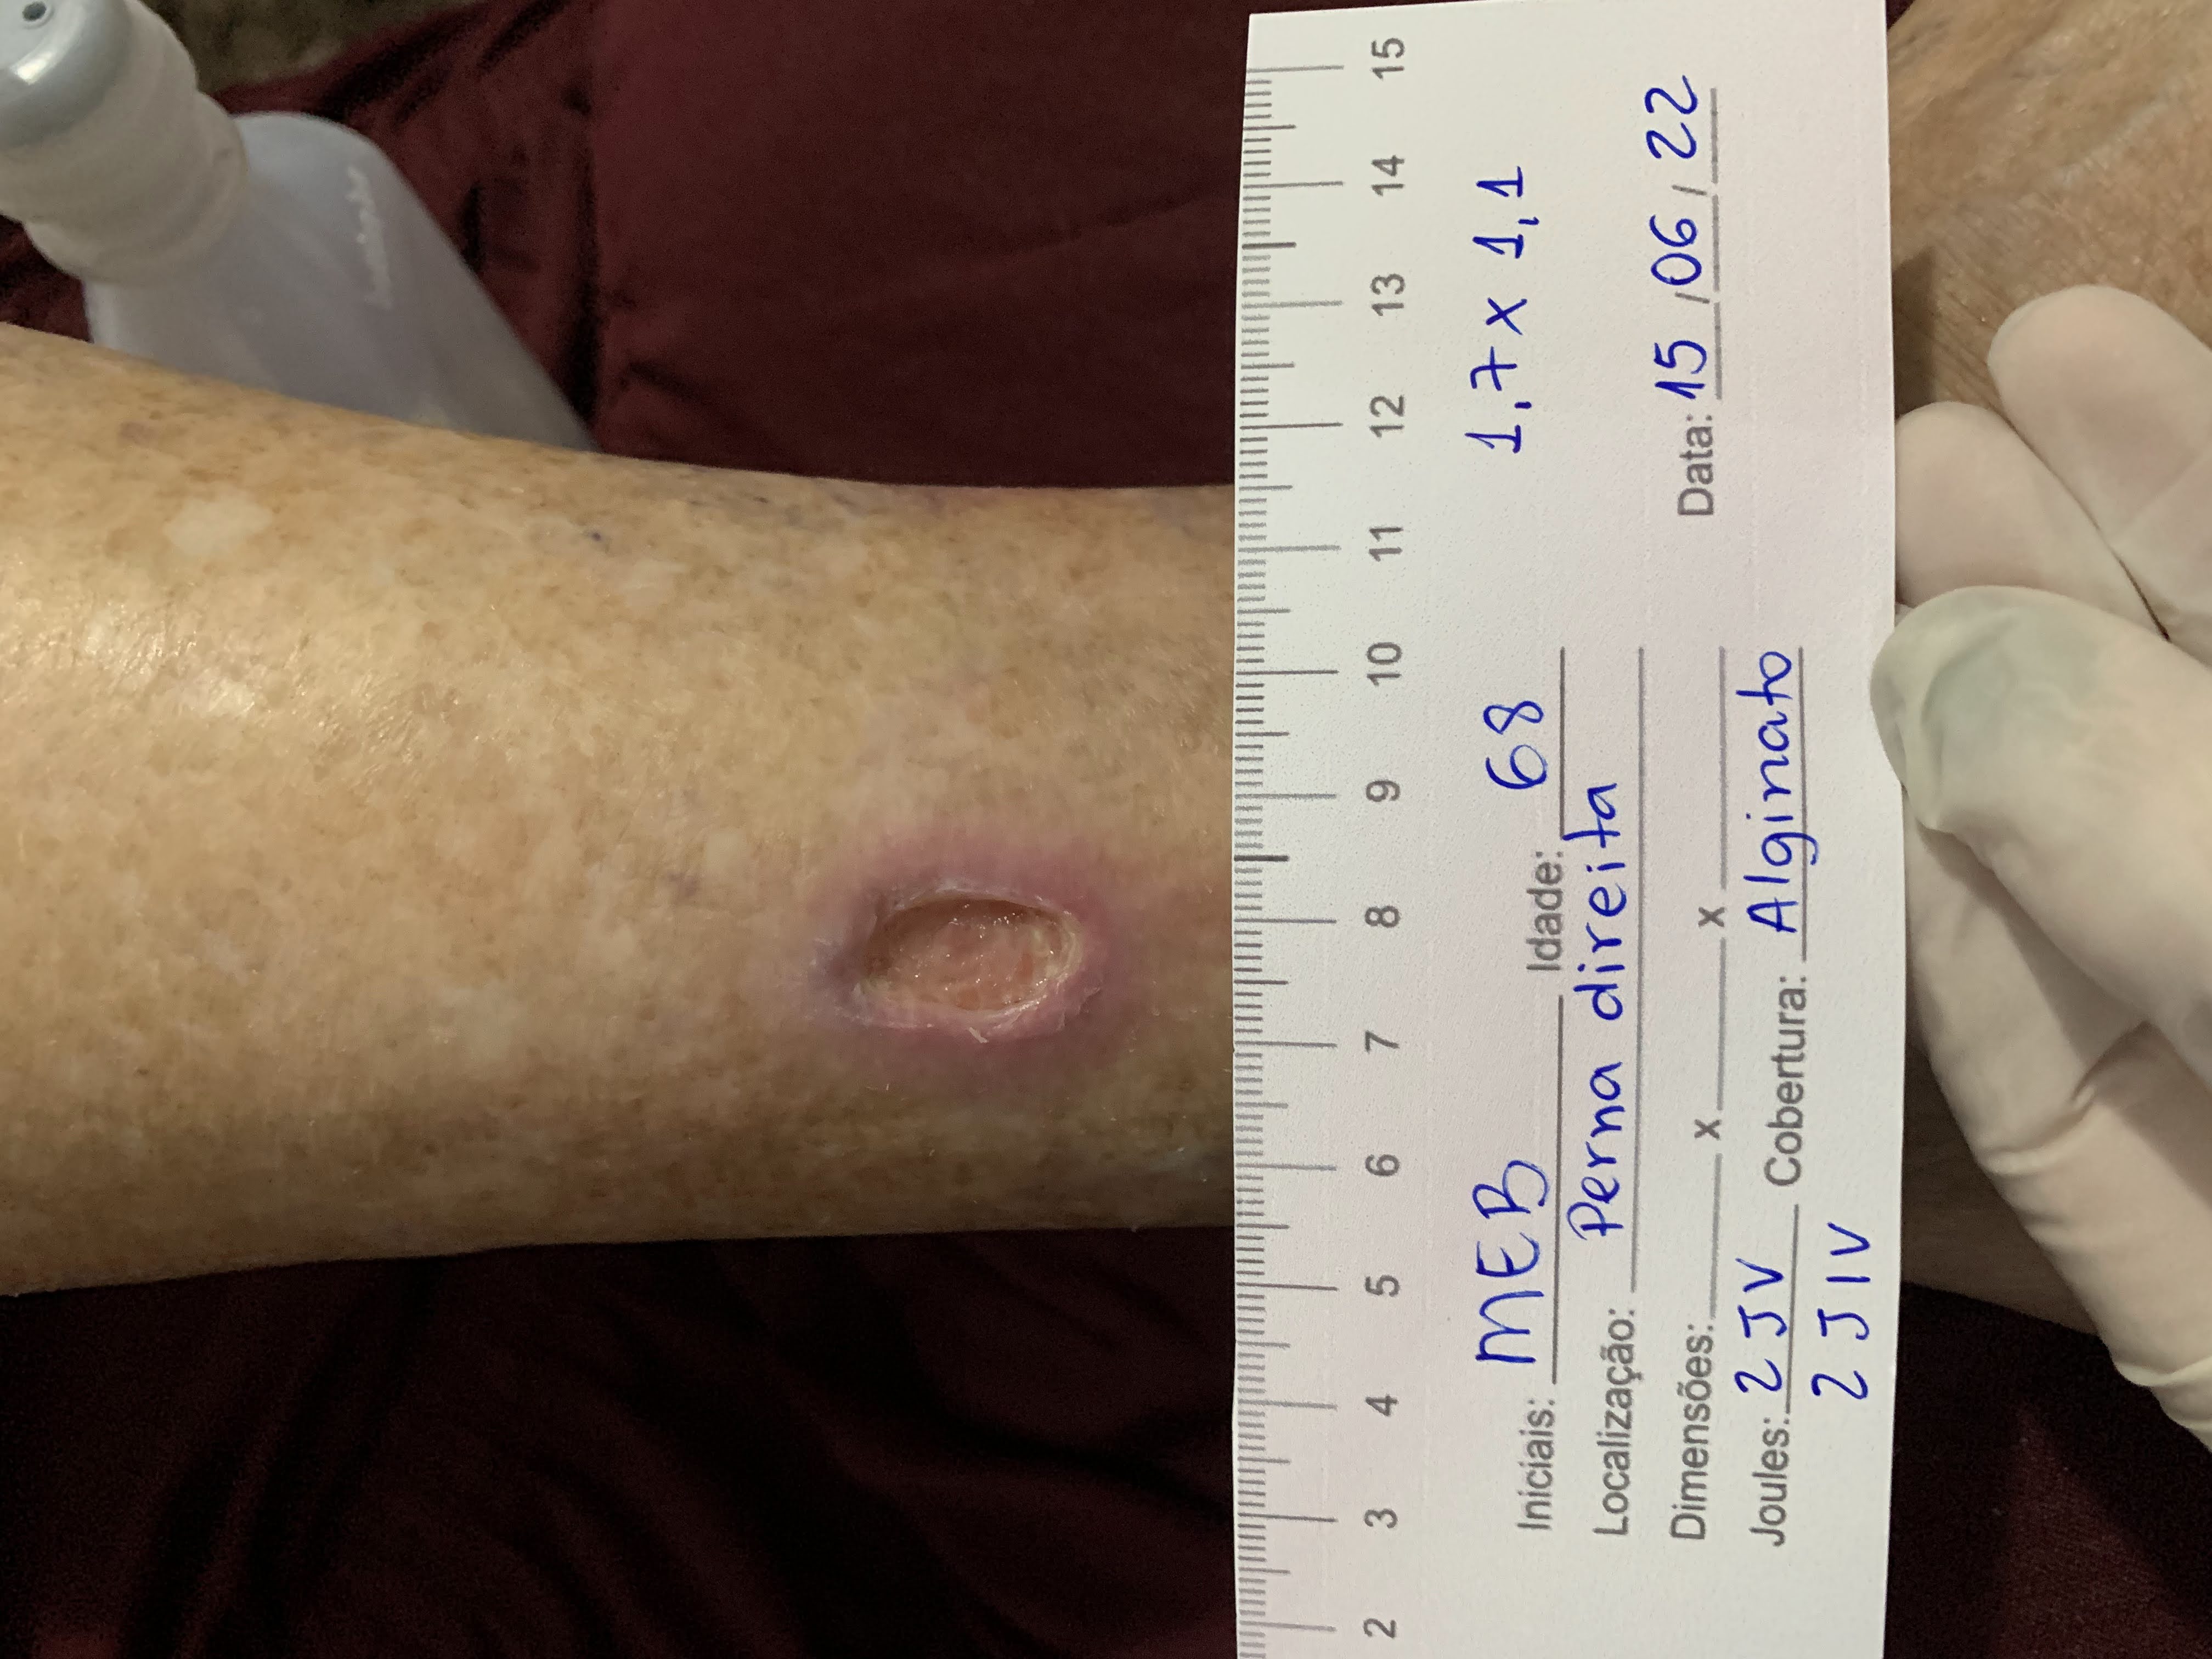 2 3 4 5 6 7 8 9 10 11 12 13 14 15
1,7 x 1,1
Iniciais: MEB Idade: 68
Localização: Perna direita
Dimensões: x x
Data: 15 / 06 / 22
Joules: 2 JV Cobertura: Alginato
2 JIV